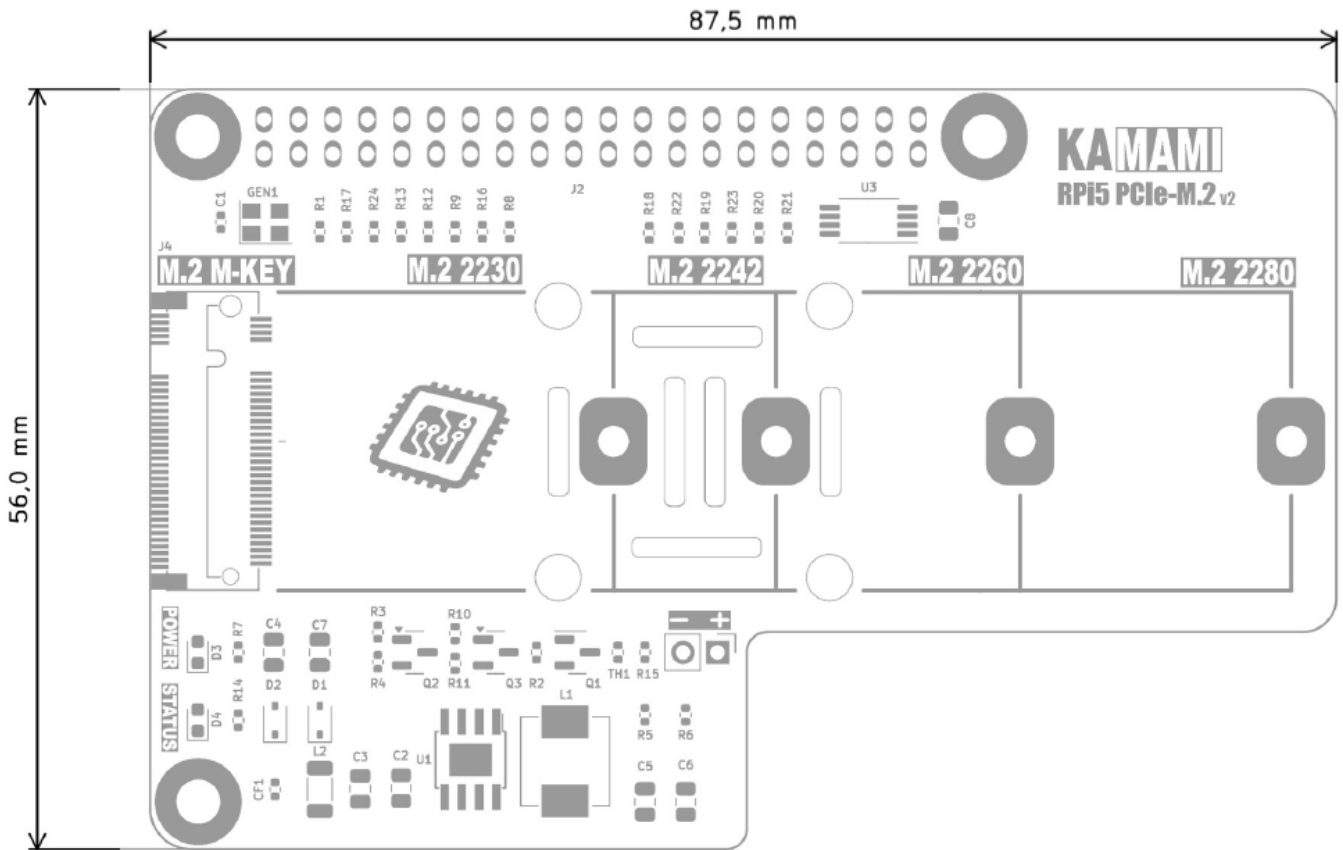 87,5 mm
56,0 mm
KAMAMI
RPi5 PCIe-M.2 v2
J2
GEN1
U3
C1
R1
R17
R24
R13
R12
R9
R16
R8
R18
R22
R19
R23
R20
R21
C8
J4
M.2 M-KEY
M.2 2230
M.2 2242
M.2 2260
M.2 2280
POWER
D3
R7
C4
C7
R3
R10
- +
R4
Q2
R11
Q3
R2
Q1
TH1
R15
STATUS
D4
R14
D2
D1
L1
R5
R6
L2
C3
C2
U1
C5
C6
CF1